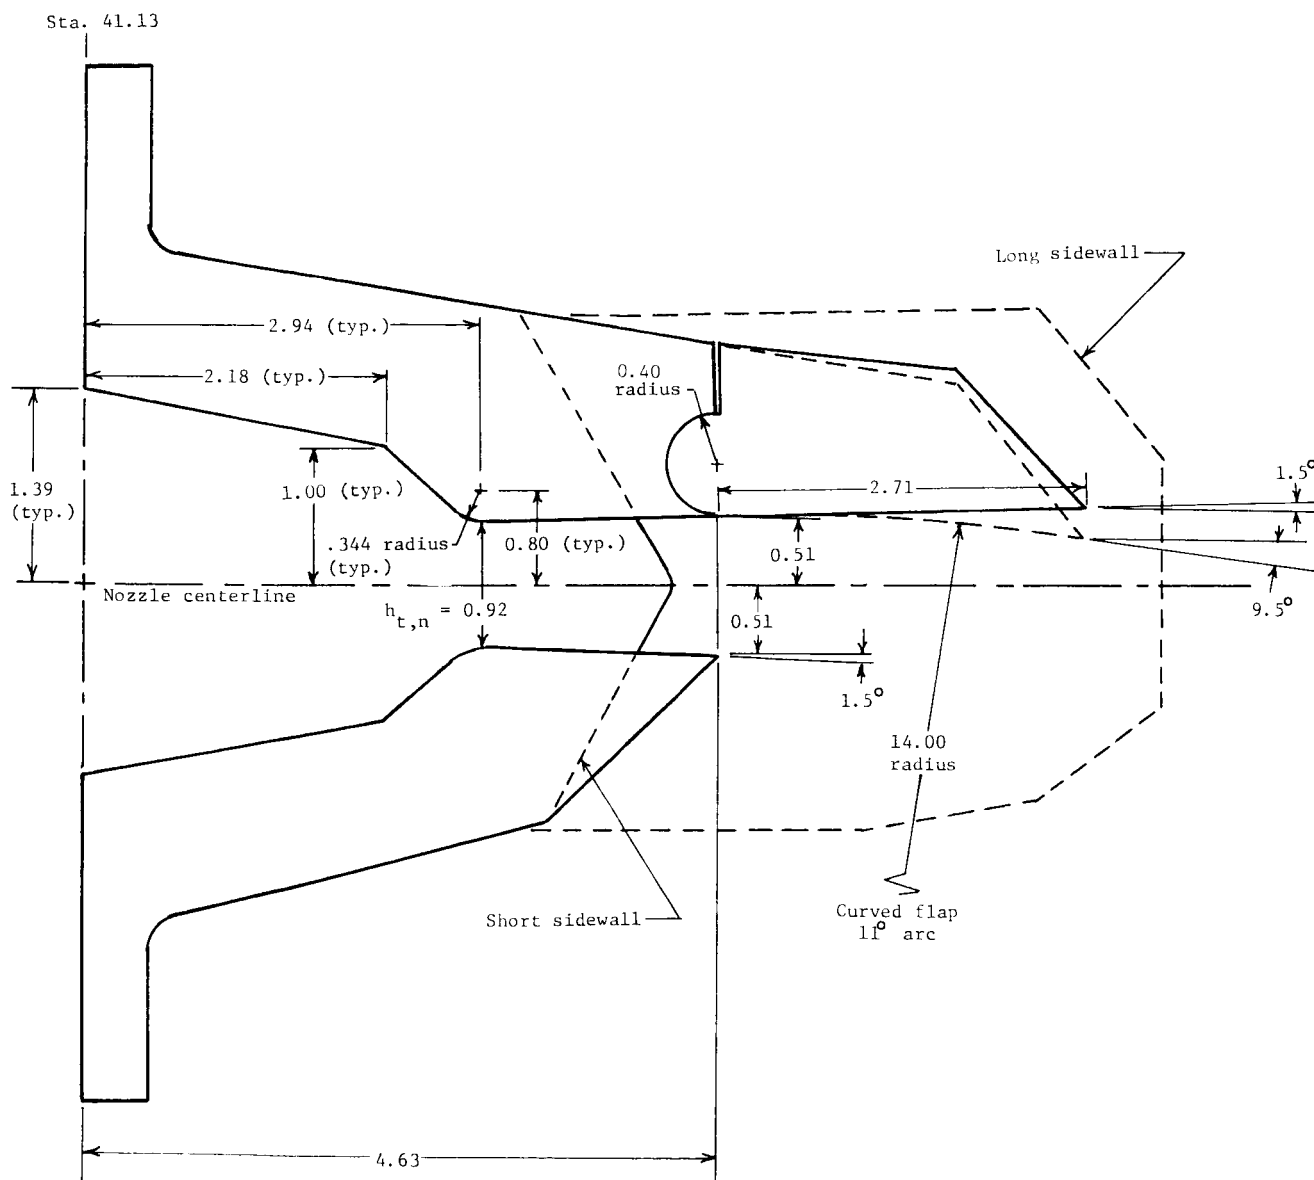 Sta. 41.13
Long sidewall
2.94 (typ.)
0.40
radius
2.18 (typ.)
1.5°
2.71
1.39
(typ.)
1.00 (typ.)
.344 radius
(typ.)
0.80 (typ.)
0.51
Nozzle centerline
h t,n = 0.92
0.51
9.5°
1.5°
14.00
radius
Short sidewall
Curved flap
11° arc
4.63